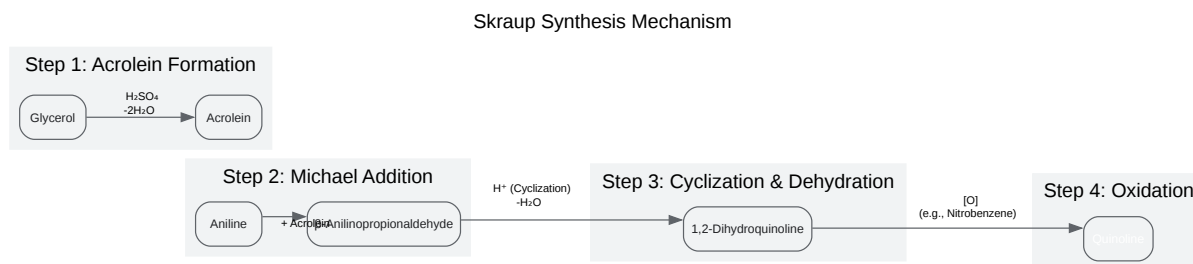 Skraup Synthesis Mechanism
Step 1: Acrolein Formation
Glycerol
H₂SO₄
-2H₂O
Acrolein
Step 2: Michael Addition
Aniline
+ Acrolein
β-Anilinopropionaldehyde
H⁺ (Cyclization)
-H₂O
Step 3: Cyclization & Dehydration
1,2-Dihydroquinoline
[O]
(e.g., Nitrobenzene)
Step 4: Oxidation
Quinoline